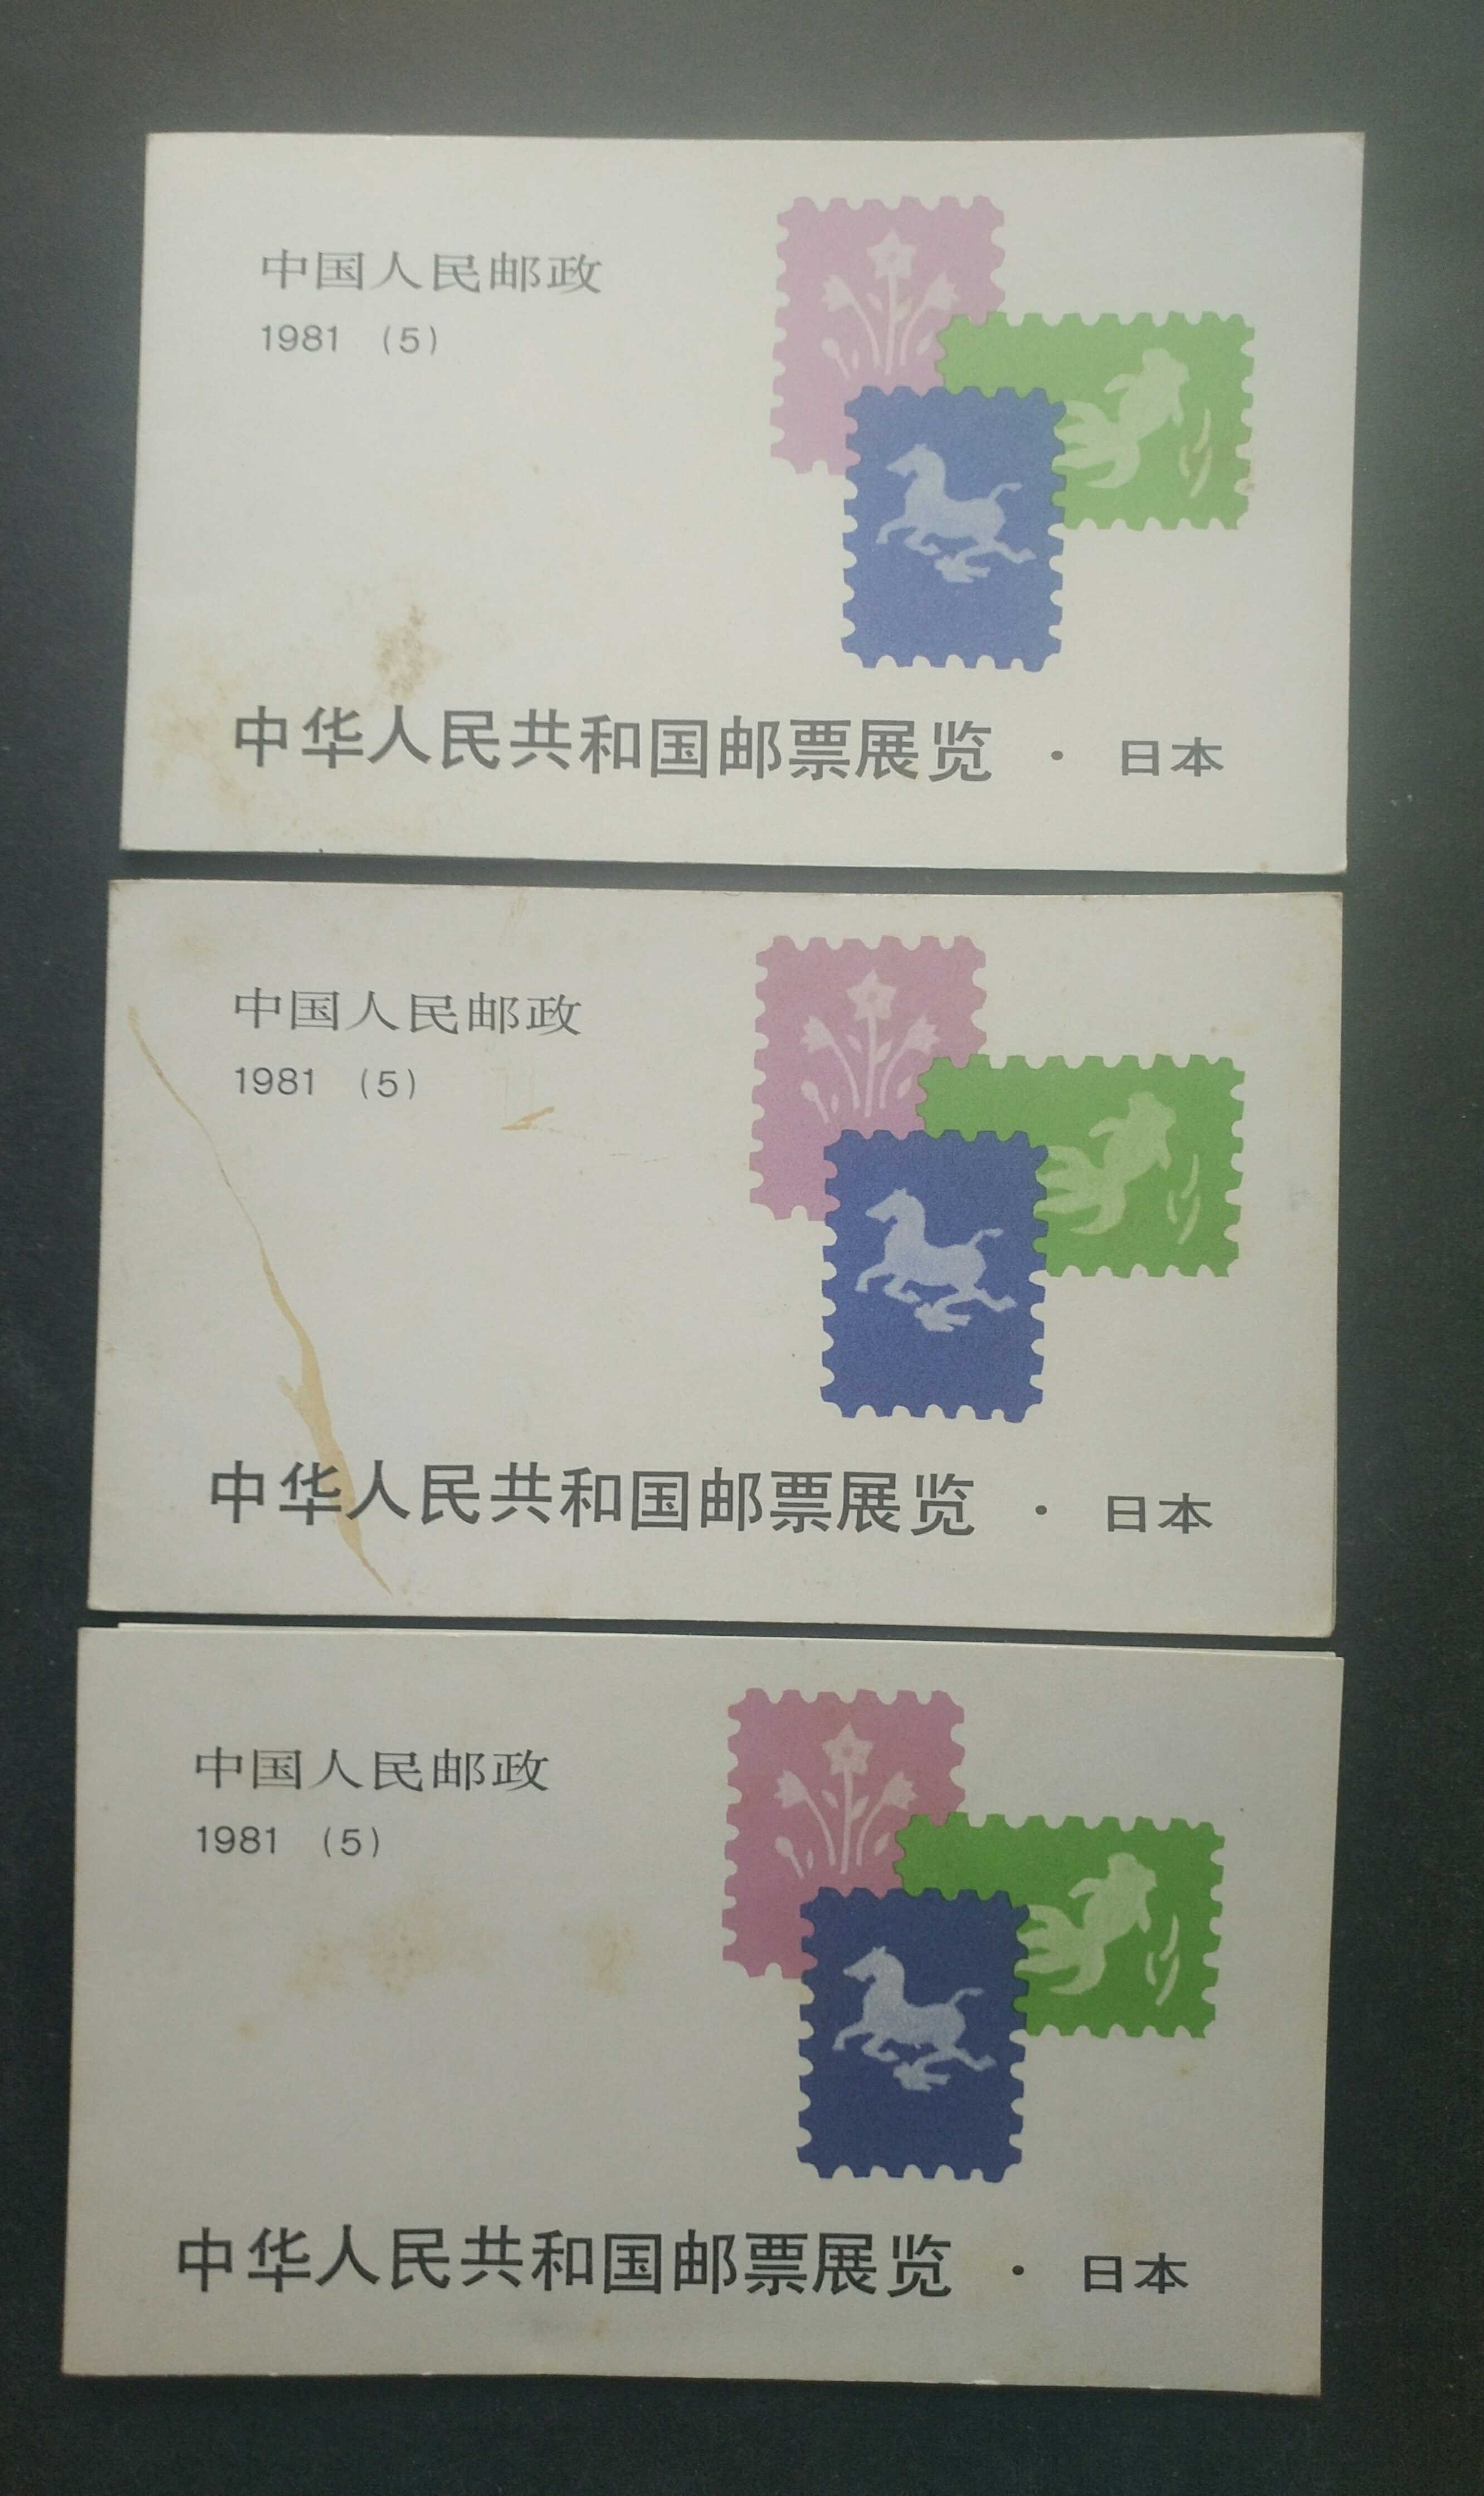 中国人民邮政
1981 (5)
中华人民共和国邮票展览 · 日本
中国人民邮政
1981 (5)
中华人民共和国邮票展览 · 日本
中国人民邮政
1981 (5)
中华人民共和国邮票展览 · 日本